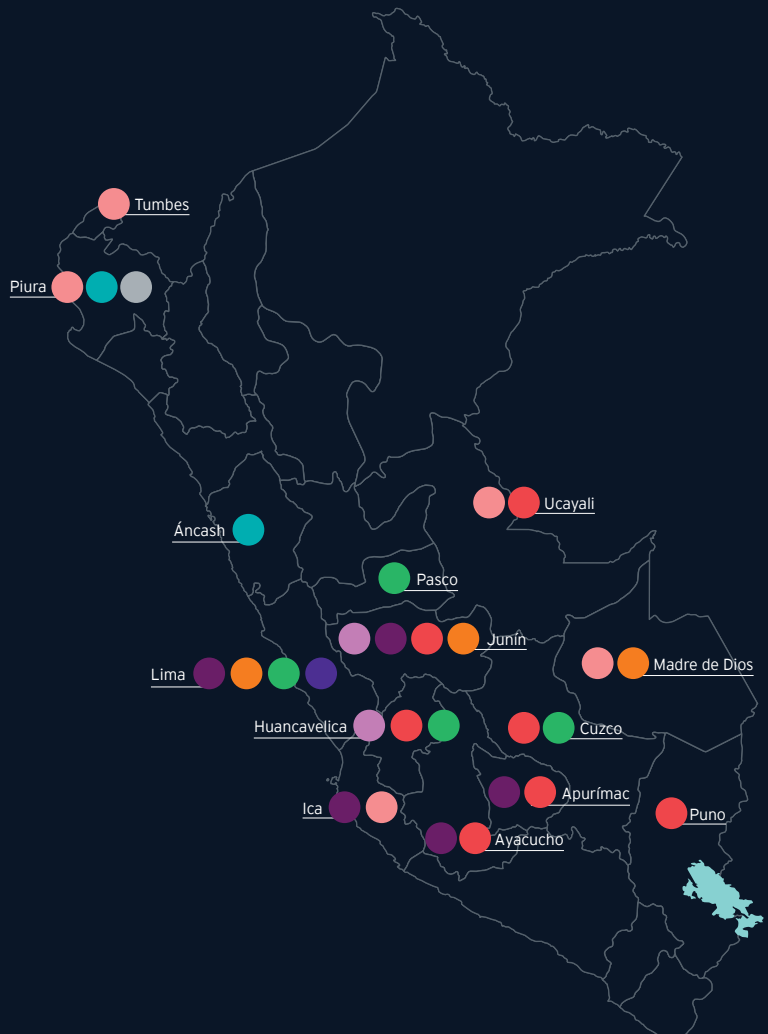 Tumbes
Piura
Ucayali
Áncash
Pasco
Junín
Madre de Dios
Lima
Huancavelica
Cuzco
Apurímac
Ica
Puno
Ayacucho